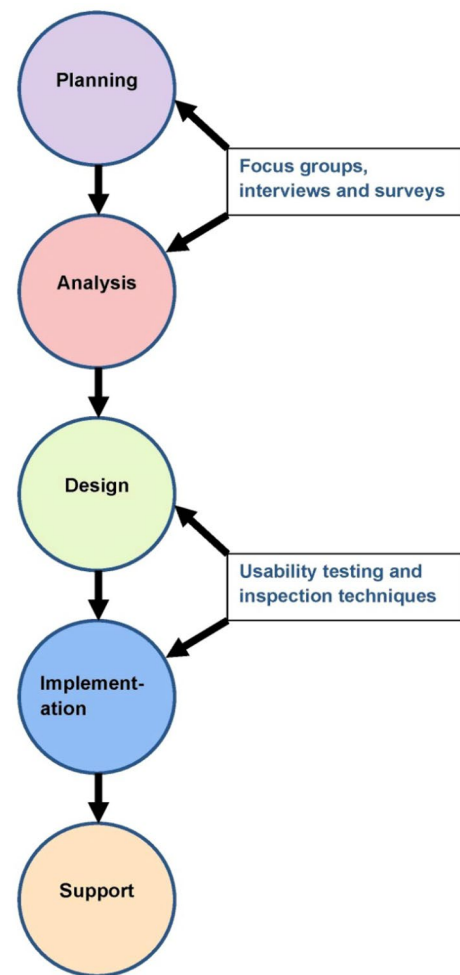 Planning
Focus groups,
interviews and surveys
Analysis
Design
Usability testing and
inspection techniques
Implement-
ation
Support